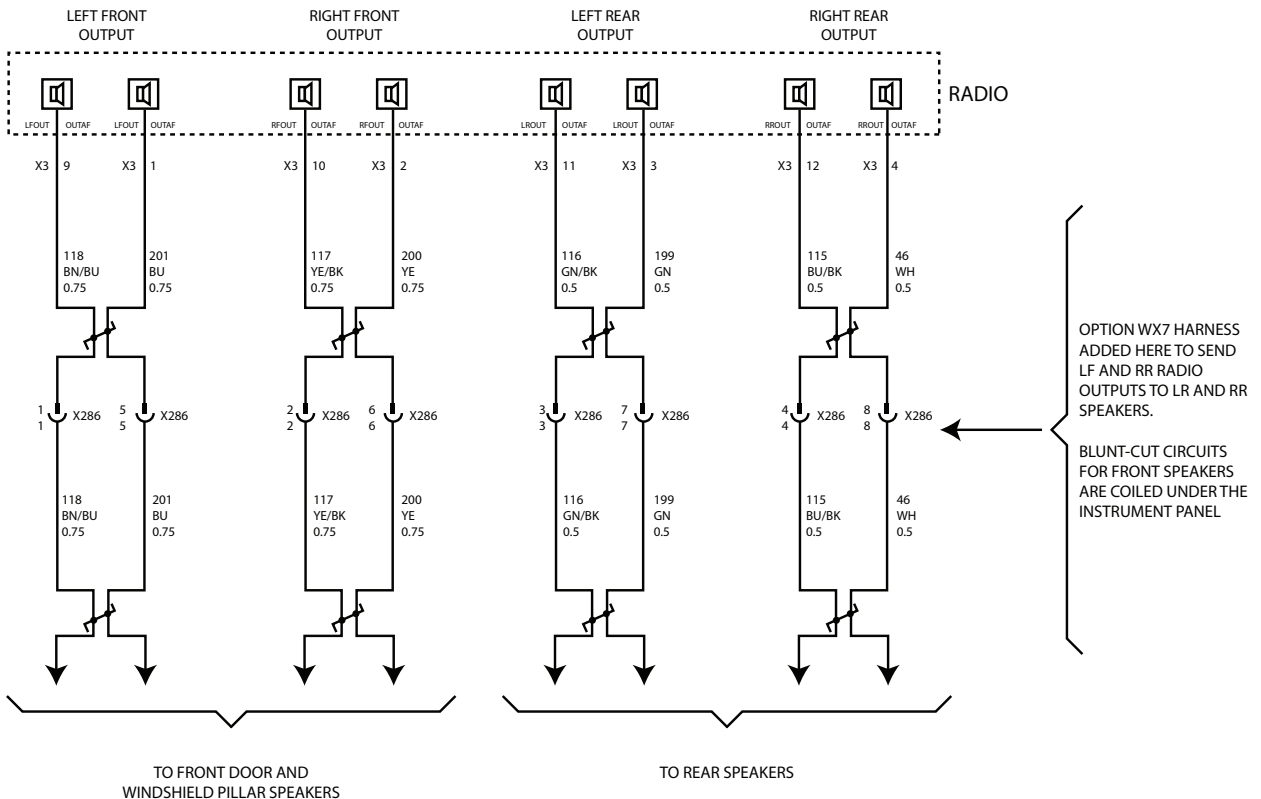 LEFT FRONT
OUTPUT
RIGHT FRONT
OUTPUT
LEFT REAR
OUTPUT
RIGHT REAR
OUTPUT
RADIO
LFOUT OUTAF LFOUT OUTAF RFOUT OUTAF RFOUT OUTAF LROUT OUTAF LROUT OUTAF RROUT OUTAF RROUT OUTAF
X3 9 X3 1 X3 10 X3 2 X3 11 X3 3 X3 12 X3 4
118
BN/BU
0.75
201
BU
0.75
117
YE/BK
0.75
200
YE
0.75
116
GN/BK
0.5
199
GN
0.5
115
BU/BK
0.5
46
WH
0.5
1 X286
1
5 X286
5
2 X286
2
6 X286
6
3 X286
3
7 X286
7
4 X286
4
8 X286
8
118
BN/BU
0.75
201
BU
0.75
117
YE/BK
0.75
200
YE
0.75
116
GN/BK
0.5
199
GN
0.5
115
BU/BK
0.5
46
WH
0.5
OPTION WX7 HARNESS
ADDED HERE TO SEND
LF AND RR RADIO
OUTPUTS TO LR AND RR
SPEAKERS.
BLUNT-CUT CIRCUITS
FOR FRONT SPEAKERS
ARE COILED UNDER THE
INSTRUMENT PANEL
TO FRONT DOOR AND
WINDSHIELD PILLAR SPEAKERS
TO REAR SPEAKERS